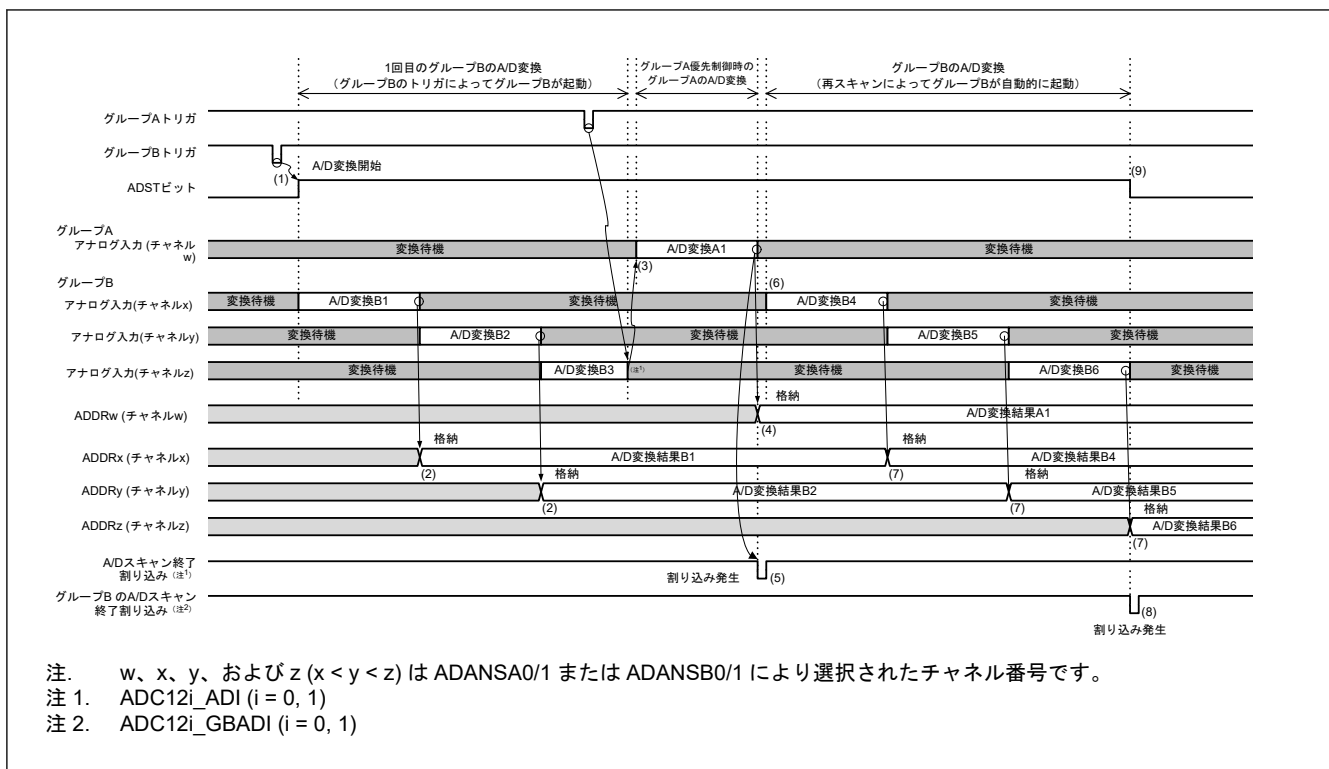 1回目のグループBのA/D変換
(グループBのトリガによってグループBが起動)
グループA優先制御時の
グループAのA/D変換
グループBのA/D変換
(再スキャンによってグループBが自動的に起動)
グループAトリガ
グループBトリガ
(1)
A/D変換開始
ADSTビット
(9)
グループA
アナログ入力 (チャネル
w)
変換待機
A/D変換A1
変換待機
(3)
グループB
(6)
アナログ入力(チャネルx)
変換待機
A/D変換B1
変換待機
A/D変換B4
変換待機
アナログ入力(チャネルy)
変換待機
A/D変換B2
変換待機
A/D変換B5
変換待機
アナログ入力(チャネルz)
変換待機
A/D変換B3
(注1)
変換待機
A/D変換B6
変換待機
格納
ADDRw (チャネルw)
A/D変換結果A1
(4)
格納
格納
ADDRx (チャネルx)
A/D変換結果B1
A/D変換結果B4
(2)
(7)
格納
格納
ADDRy (チャネルy)
A/D変換結果B2
A/D変換結果B5
(2)
(7)
格納
ADDRz (チャネルz)
A/D変換結果B6
(7)
A/Dスキャン終了
割り込み (注1)
割り込み発生
(5)
グループB のA/Dスキャン
終了割り込み (注2)
(8)
割り込み発生
注. w、x、y、および z (x < y < z) は ADANSA0/1 または ADANSB0/1 により選択されたチャネル番号です。
注 1. ADC12i_ADI (i = 0, 1)
注 2. ADC12i_GBADI (i = 0, 1)